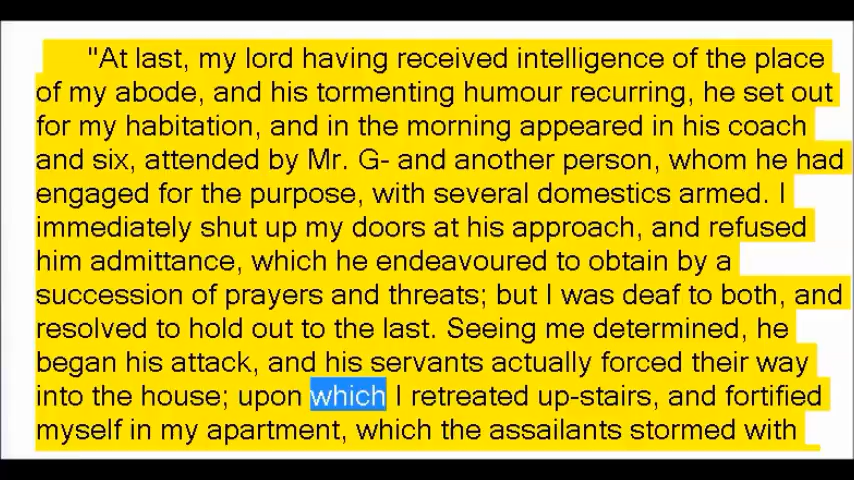 "At last, my lord having received intelligence of the place
of my abode, and his tormenting humour recurring, he set out
for my habitation, and in the morning appeared in his coach
and six, attended by Mr. G- and another person, whom he had
engaged for the purpose, with several domestics armed. I
immediately shut up my doors at his approach, and refused
him admittance, which he endeavoured to obtain by a
succession of prayers and threats; but I was deaf to both, and
resolved to hold out to the last. Seeing me determined, he
began his attack, and his servants actually forced their way
into the house; upon which I retreated up-stairs, and fortified
myself in my apartment, which the assailants stormed with